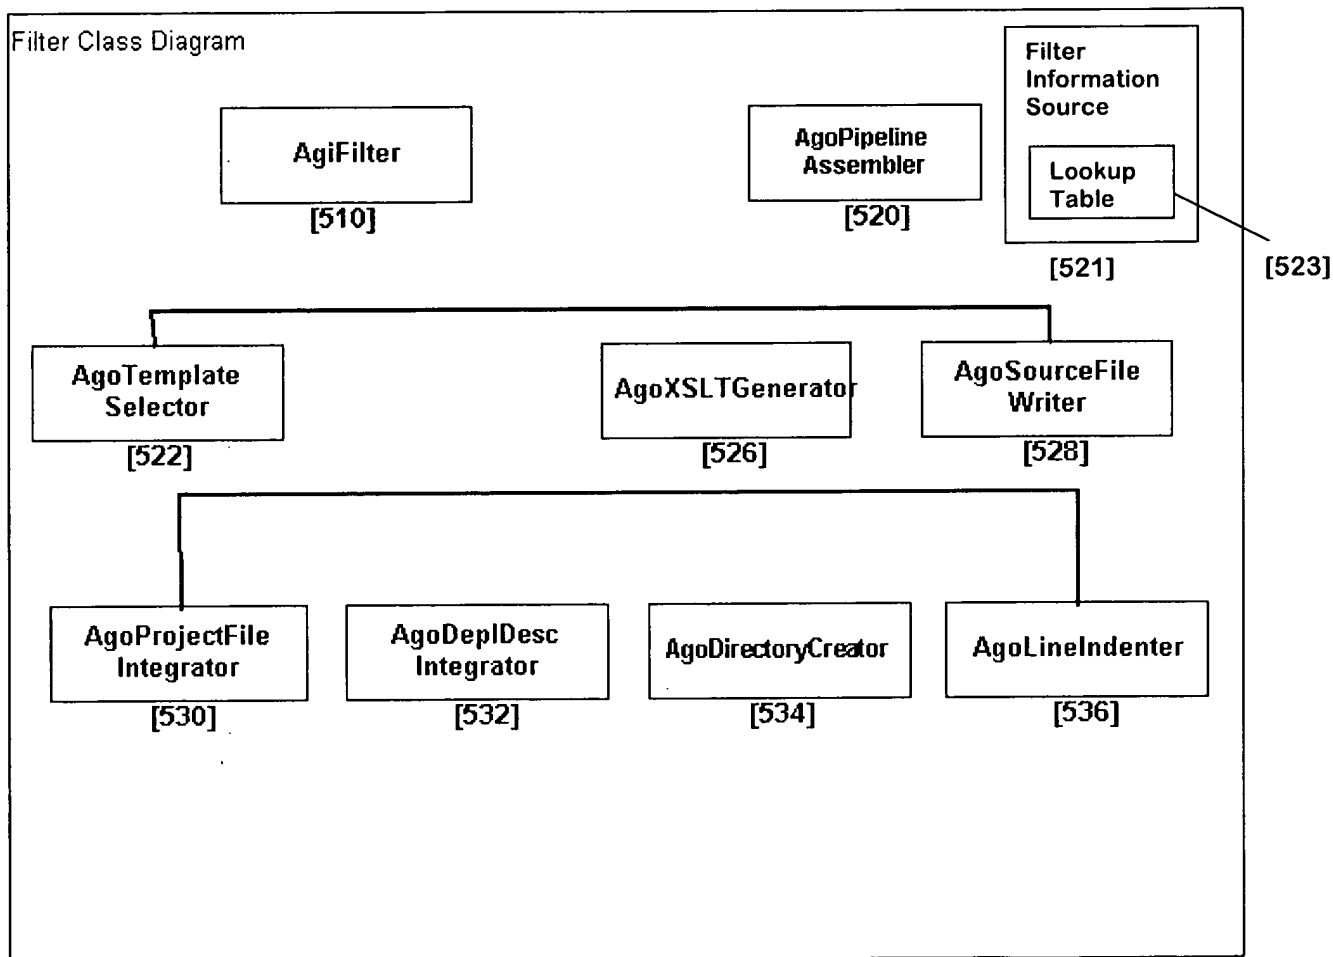 Filter Class Diagram
Filter
Information
Source
AgiFilter
AgoPipeline
Assembler
Lookup
Table
[510]
[520]
[521]
[523]
AgoTemplate
Selector
AgoXSLTGenerator
AgoSourceFile
Writer
[522]
[526]
[528]
AgoProjectFile
Integrator
AgoDeplDesc
Integrator
AgoDirectoryCreator
AgoLineIndenter
[530]
[532]
[534]
[536]